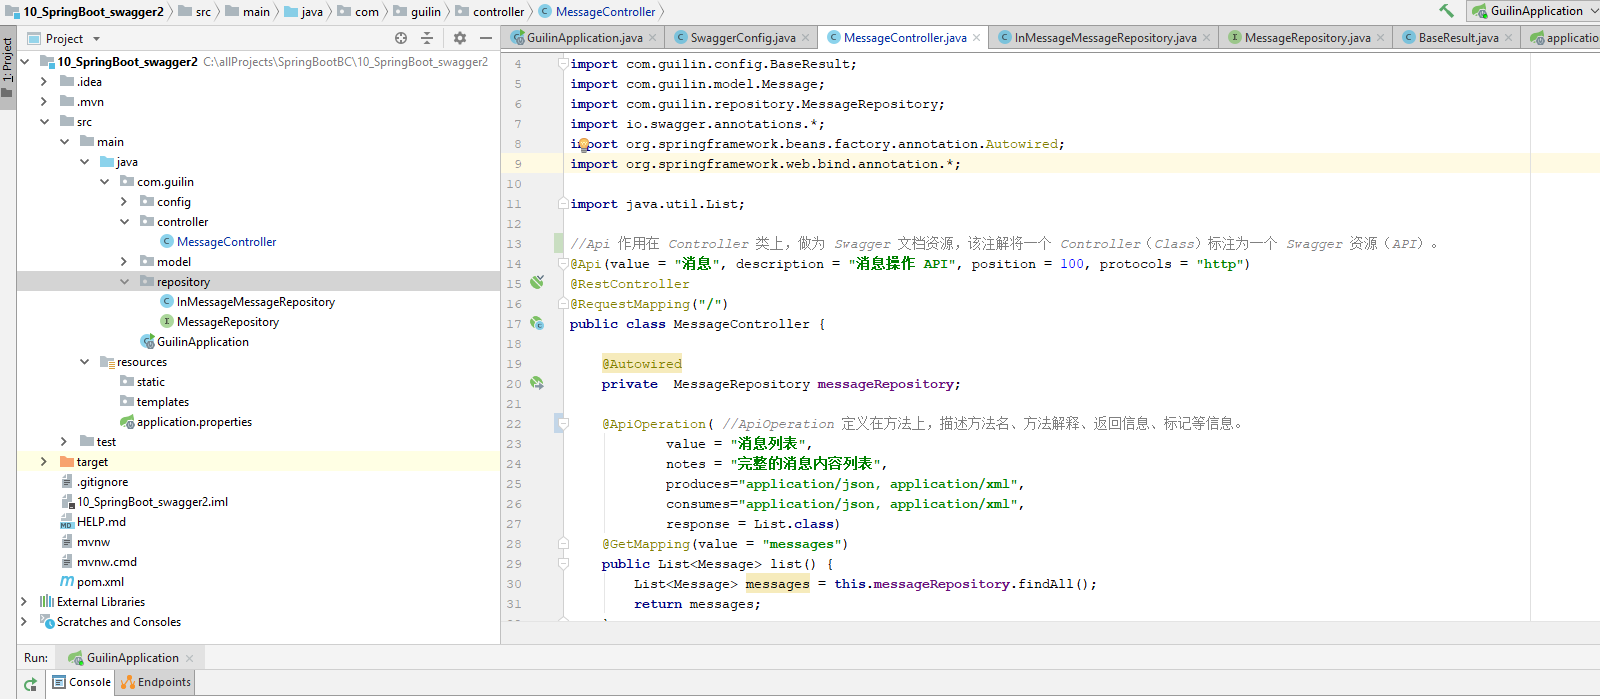 10_SpringBoot_swagger2 src main java com guilin controller MessageController GuilinApplication
1: Project
Project
GuilinApplication.java SwaggerConfig.java MessageController.java InMessageMessageRepository.java MessageRepository.java BaseResult.java applicatio
10_SpringBoot_swagger2 C:\allProjects\SpringBootBC\10_SpringBoot_swagger2
.idea
.mvn
src
main
java
com.guilin
config
controller
MessageController
model
repository
InMessageMessageRepository
MessageRepository
GuilinApplication
resources
static
templates
application.properties
test
target
.gitignore
10_SpringBoot_swagger2.iml
HELP.md
mvnw
mvnw.cmd
pom.xml
External Libraries
Scratches and Consoles
4 import com.guilin.config.BaseResult;
5 import com.guilin.model.Message;
6 import com.guilin.repository.MessageRepository;
7 import io.swagger.annotations.*;
8 import org.springframework.beans.factory.annotation.Autowired;
9 import org.springframework.web.bind.annotation.*;
10
11 import java.util.List;
12
13 //Api 作用在 Controller 类上，做为 Swagger 文档资源，该注解将一个 Controller（Class）标注为一个 Swagger 资源（API）。
14 @Api(value = "消息", description = "消息操作 API", position = 100, protocols = "http")
15 @RestController
16 @RequestMapping("/")
17 public class MessageController {
18
19 @Autowired
20 private MessageRepository messageRepository;
21
22 @ApiOperation( //ApiOperation 定义在方法上，描述方法名、方法解释、返回信息、标记等信息。
23 value = "消息列表",
24 notes = "完整的消息内容列表",
25 produces="application/json, application/xml",
26 consumes="application/json, application/xml",
27 response = List.class)
28 @GetMapping(value = "messages")
29 public List<Message> list() {
30 List<Message> messages = this.messageRepository.findAll();
31 return messages;
Run: GuilinApplication
Console Endpoints